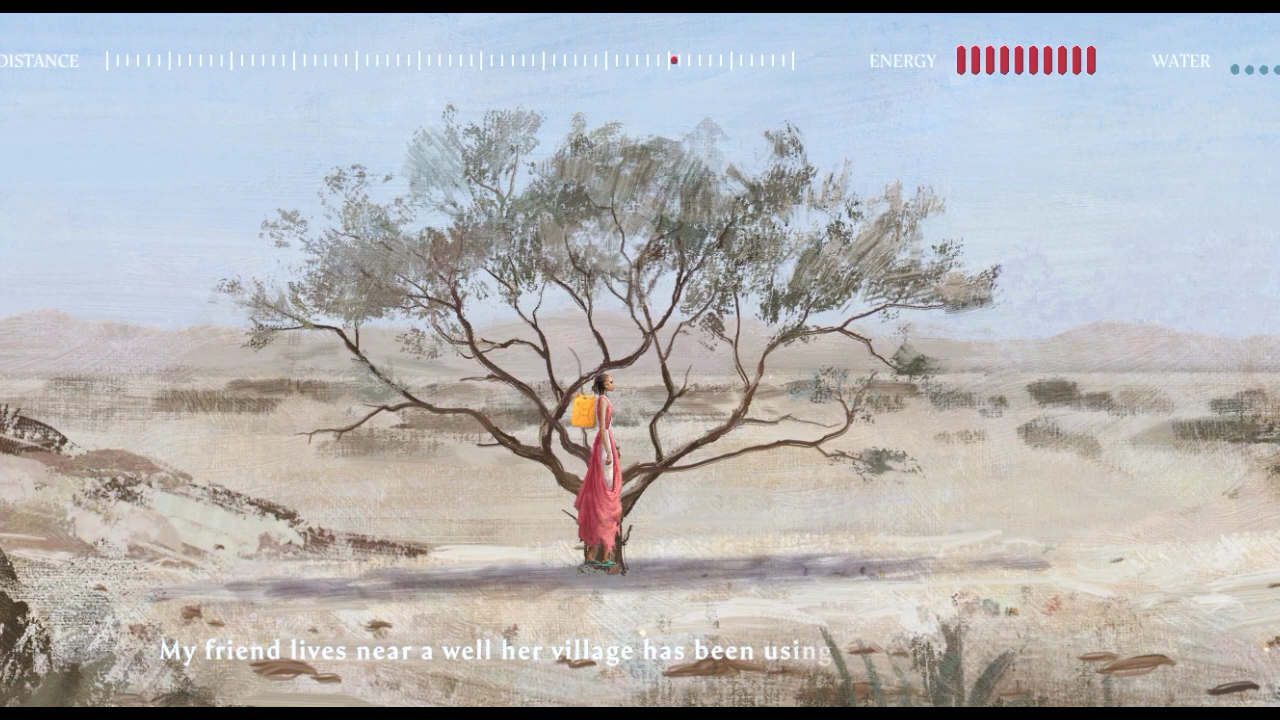 DISTANCE ENERGY WATER
My friend lives near a well her village has been using